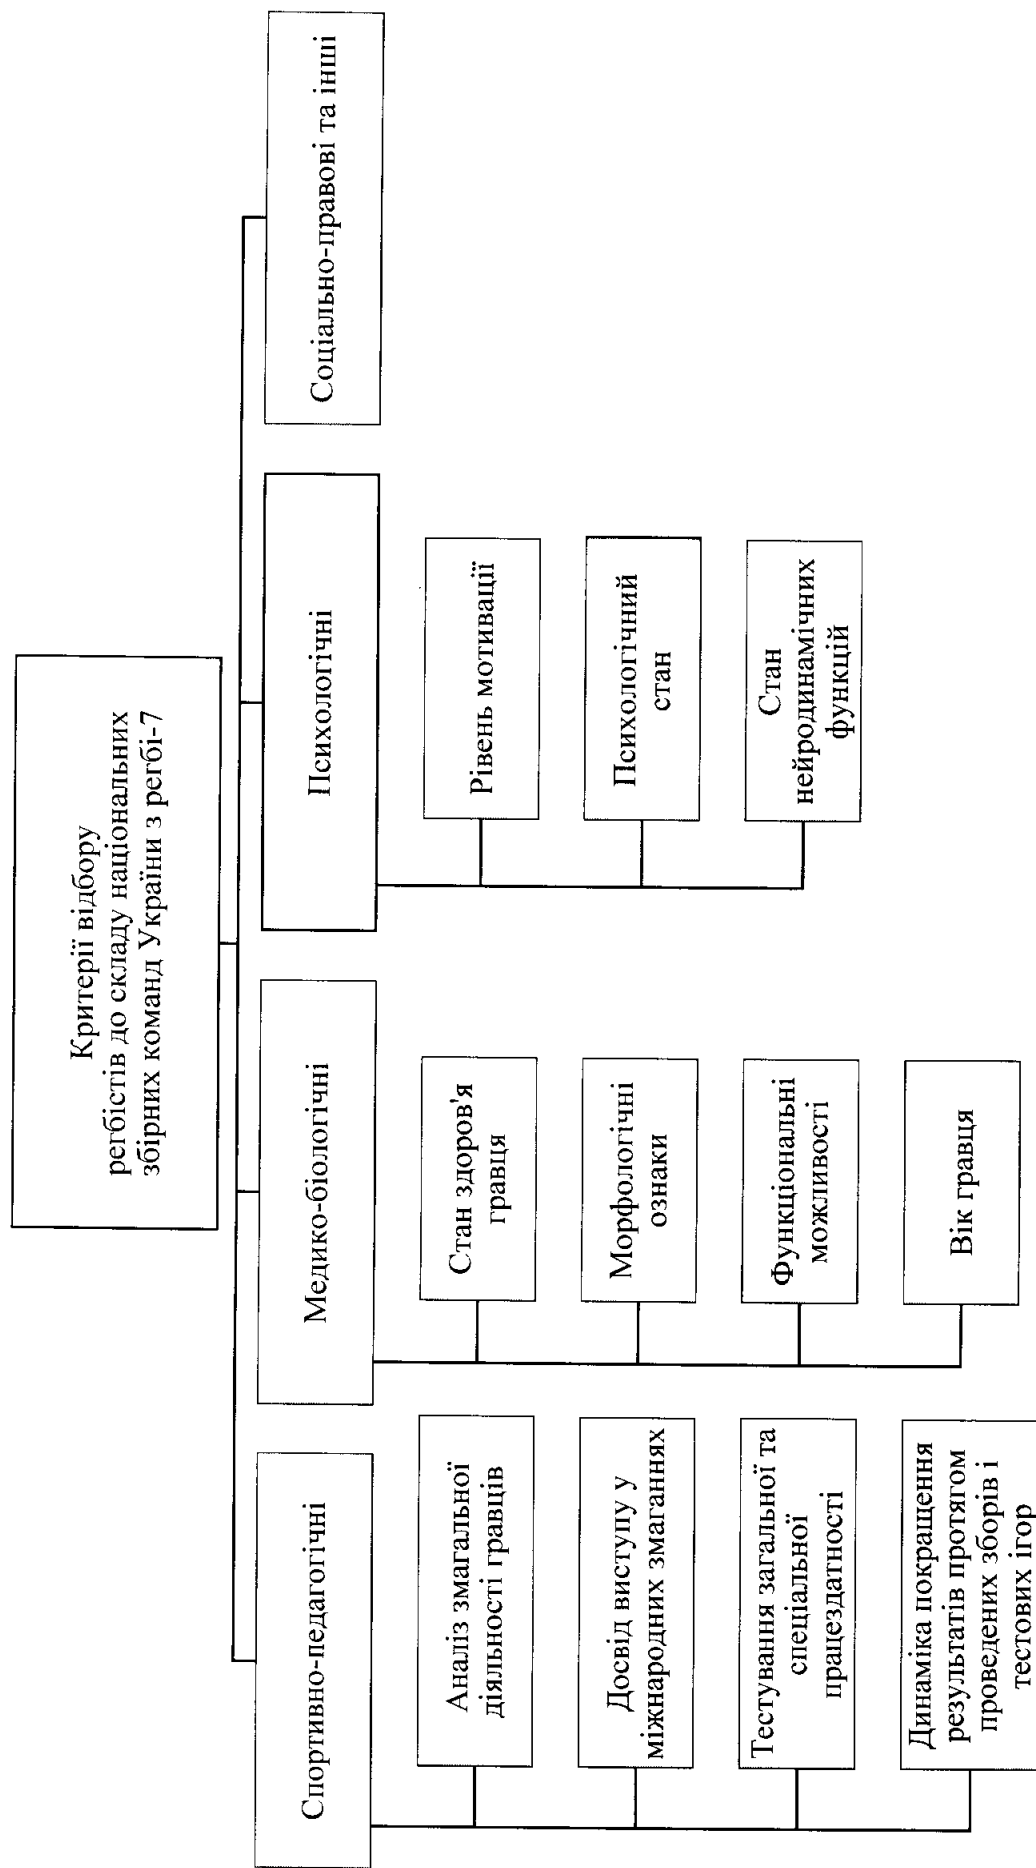 Критерії відбору
регбістів до складу національних
збірних команд України з регбі-7
Спортивно-педагогічні
Аналіз змагальної
діяльності гравців
Досвід виступу у
міжнародних змаганнях
Тестування загальної та
спеціальної
працездатності
Динаміка покращення
результатів протягом
проведених зборів і
тестових ігор
Медико-біологічні
Стан здоров'я
гравця
Морфологічні
ознаки
Функціональні
можливості
Вік гравця
Психологічні
Рівень мотивації
Психологічний
стан
Стан
нейродинамічних
функцій
Соціально-правові та інші